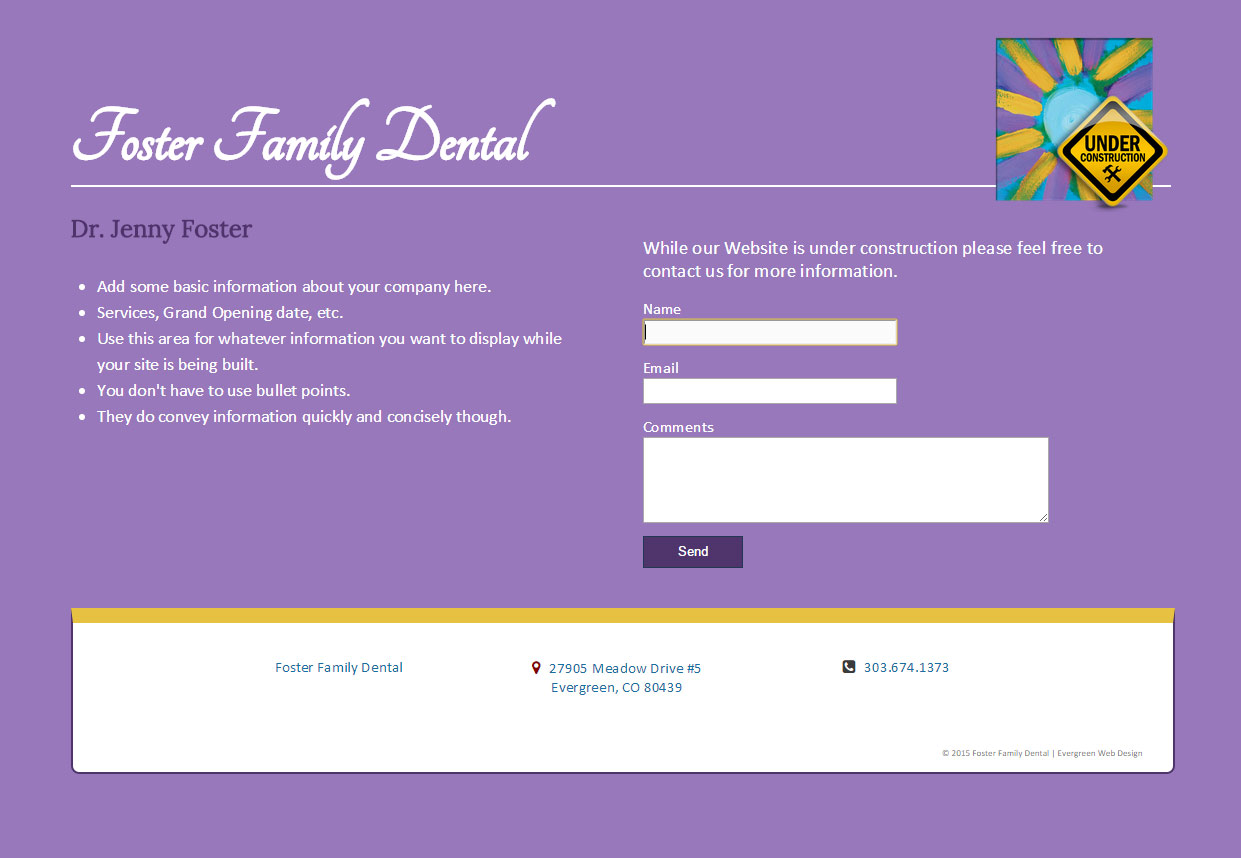 Foster Family Dental
UNDER
CONSTRUCTION
Dr. Jenny Foster
Add some basic information about your company here.
Services, Grand Opening date, etc.
Use this area for whatever information you want to display while
your site is being built.
You don't have to use bullet points.
They do convey information quickly and concisely though.
While our Website is under construction please feel free to
contact us for more information.
Name
Email
Comments
Send
Foster Family Dental
27905 Meadow Drive #5
Evergreen, CO 80439
303.674.1373
© 2015 Foster Family Dental | Evergreen Web Design